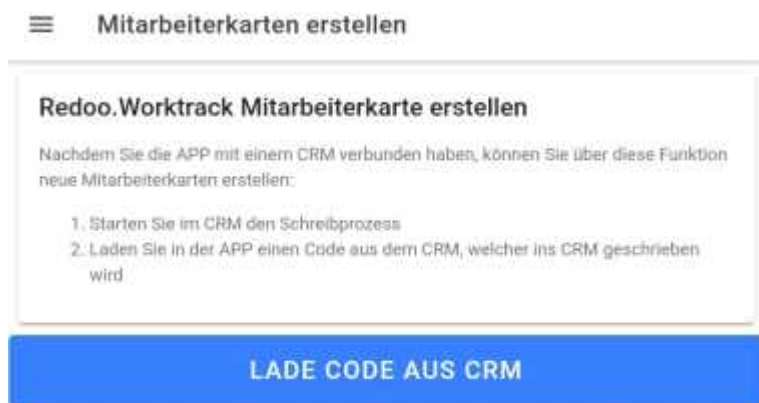 Mitarbeiterkarten erstellen
Redoo.Worktrack Mitarbeiterkarte erstellen
Nachdem Sie die APP mit einem CRM verbunden haben, können Sie über diese Funktion
neue Mitarbeiterkarten erstellen:
1. Starten Sie im CRM den Schreibprozess
2. Laden Sie in der APP einen Code aus dem CRM, welcher ins CRM geschrieben
wird
LADE CODE AUS CRM